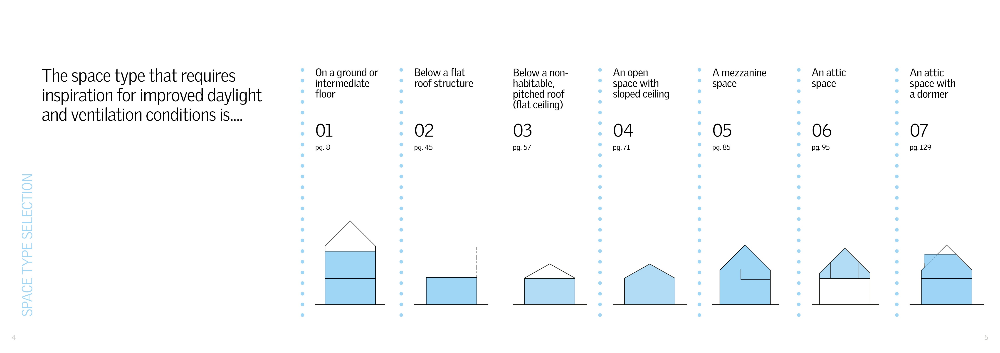 The space type that requires
inspiration for improved daylight
and ventilation conditions is....
SPACE TYPE SELECTION
On a ground or
intermediate
floor
01
pg. 8
Below a flat
roof structure
02
pg. 45
Below a non-
habitable,
pitched roof
(flat ceiling)
03
pg. 57
An open
space with
sloped ceiling
04
pg. 71
A mezzanine
space
05
pg. 85
An attic
space
06
pg. 95
An attic
space with
a dormer
07
pg. 129
4
5